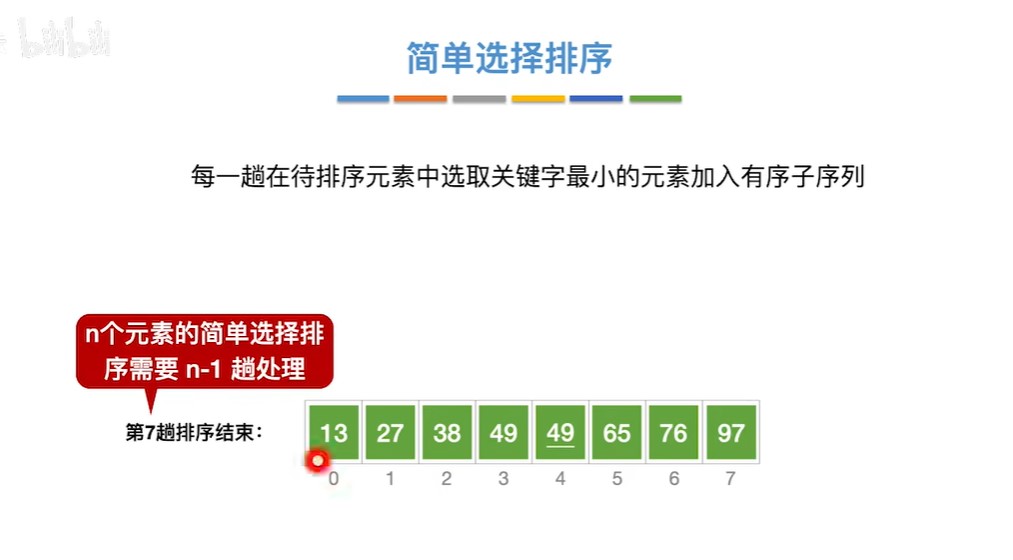 bilibili
简单选择排序
每一趟在待排序元素中选取关键字最小的元素加入有序子序列
n个元素的简单选择排
序需要 n-1 趟处理
第7趟排序结束：
13 27 38 49 49 65 76 97
0 1 2 3 4 5 6 7